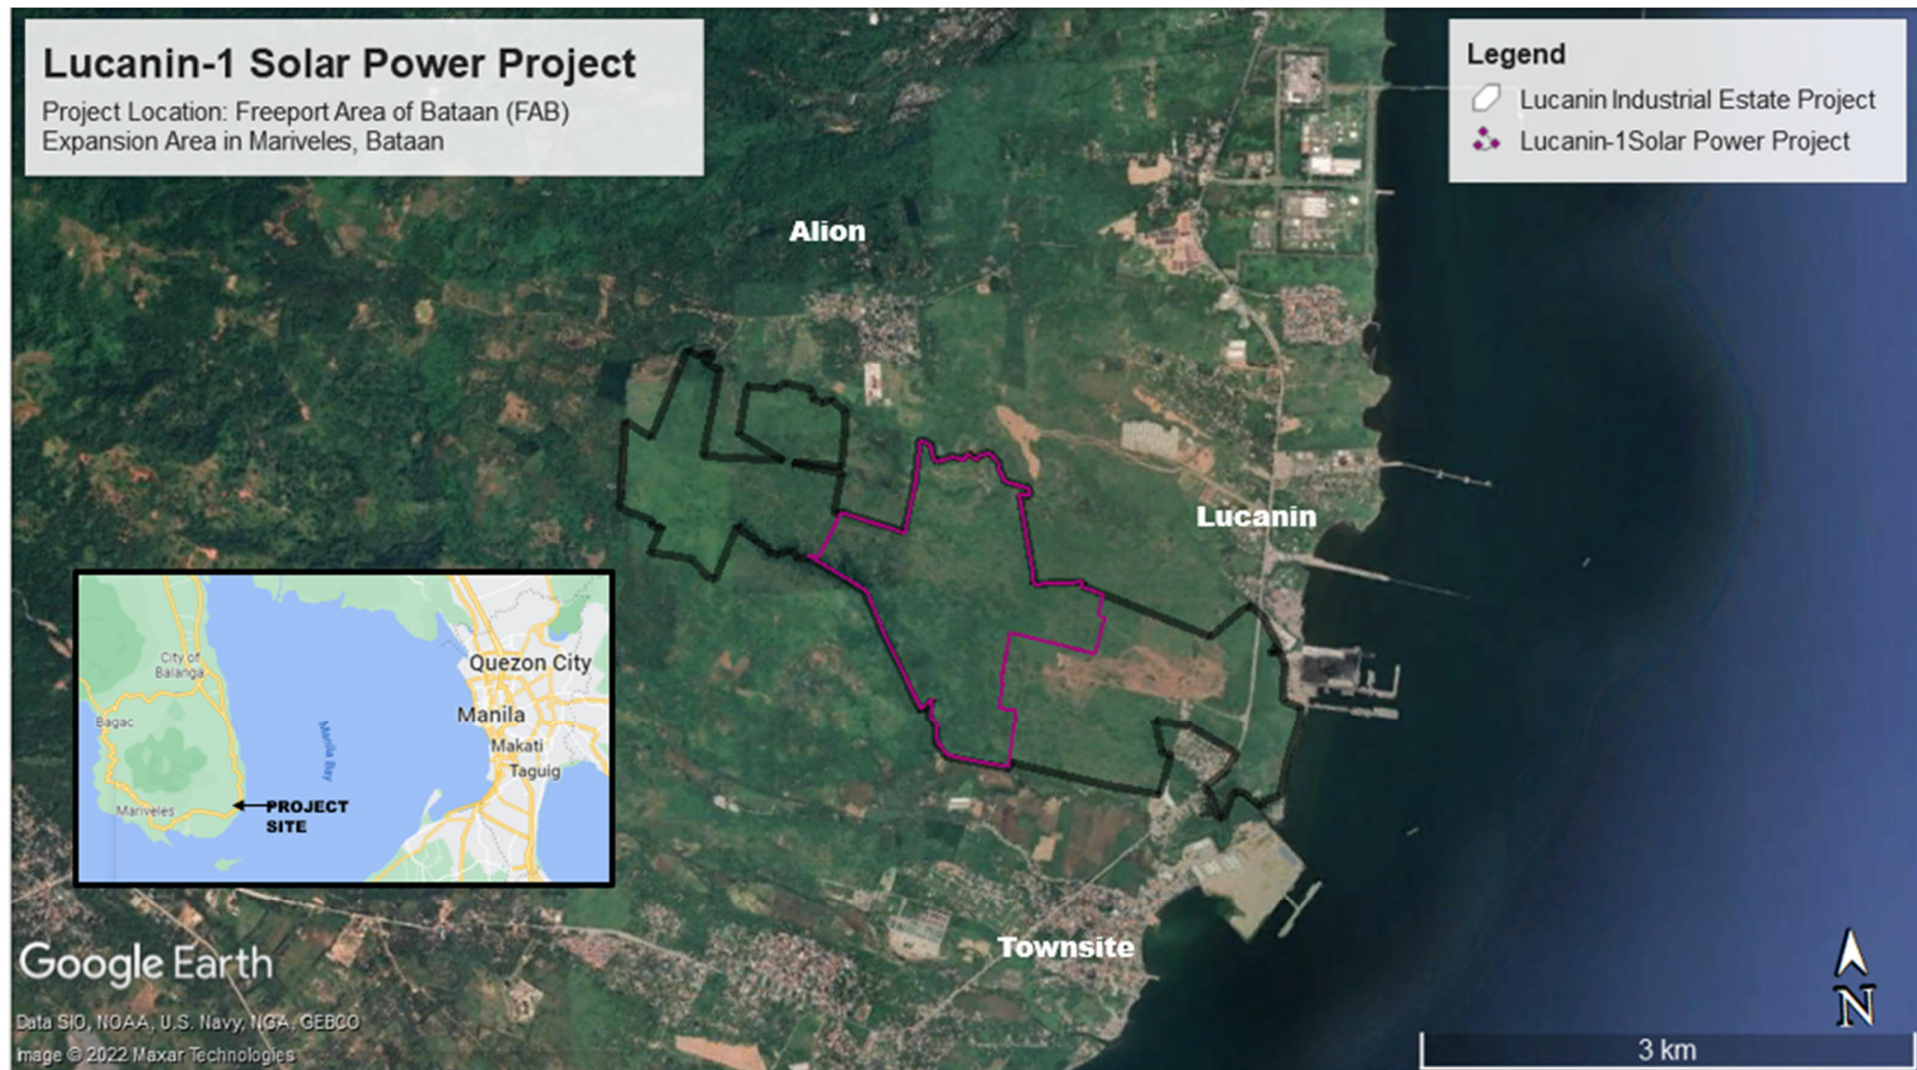 Lucanin-1 Solar Power Project
Project Location: Freeport Area of Bataan (FAB)
Expansion Area in Mariveles, Bataan
Legend
Lucanin Industrial Estate Project
Lucanin-1Solar Power Project
Alion
Lucanin
City of
Balanga
Bagac
Mariveles
Manila Bay
Quezon City
Manila
Makati
Taguig
PROJECT
SITE
Townsite
Google Earth
Data SIO, NOAA, U.S. Navy, NGA, GEBCO
Image © 2022 Maxar Technologies
N
3 km